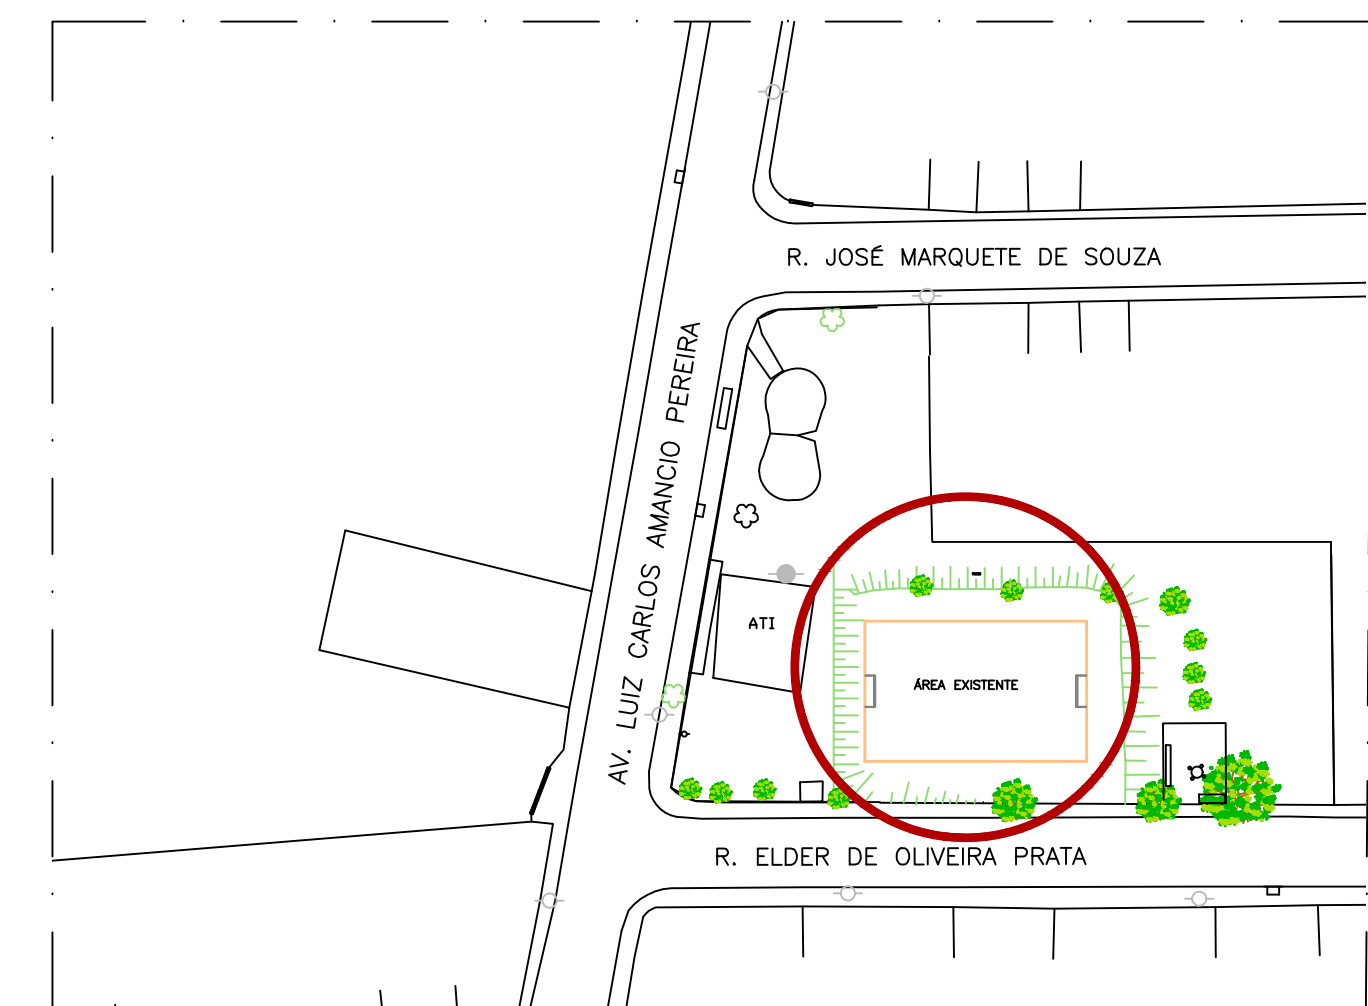 R. JOSÉ MARQUETE DE SOUZA
AV. LUIZ CARLOS AMANCIO PEREIRA
ATI
ÁREA EXISTENTE
R. ELDER DE OLIVEIRA PRATA